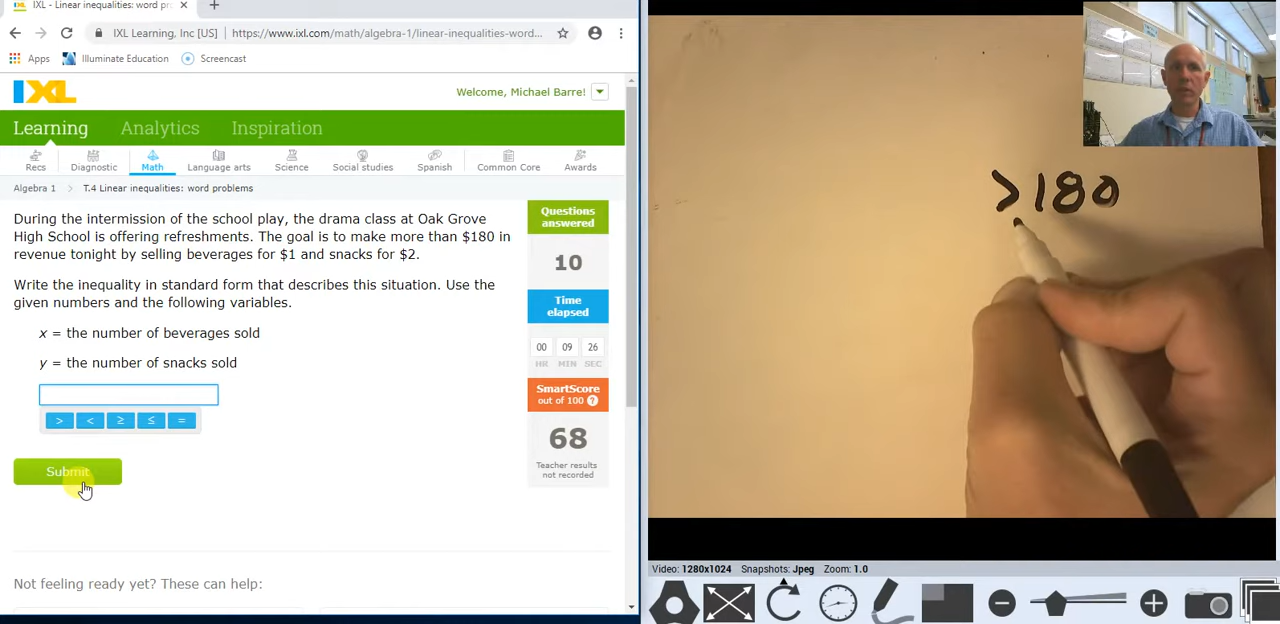 IXL - Linear inequalities: word pr
IXL Learning, Inc [US] | https://www.ixl.com/math/algebra-1/linear-inequalities-word...
Apps Illuminate Education Screencast
IXL
Welcome, Michael Barre!
Learning Analytics Inspiration
Recs Diagnostic Math Language arts Science Social studies Spanish Common Core Awards
Algebra 1 > T.4 Linear inequalities: word problems
During the intermission of the school play, the drama class at Oak Grove
High School is offering refreshments. The goal is to make more than $180 in
revenue tonight by selling beverages for $1 and snacks for $2.
Write the inequality in standard form that describes this situation. Use the
given numbers and the following variables.
x = the number of beverages sold
y = the number of snacks sold
> < ≥ ≤ =
Submit
Not feeling ready yet? These can help:
Questions
answered
10
Time
elapsed
00 09 26
HR MIN SEC
SmartScore
out of 100 ?
68
Teacher results
not recorded
>180
Video: 1280x1024 Snapshots: Jpeg Zoom: 1.0